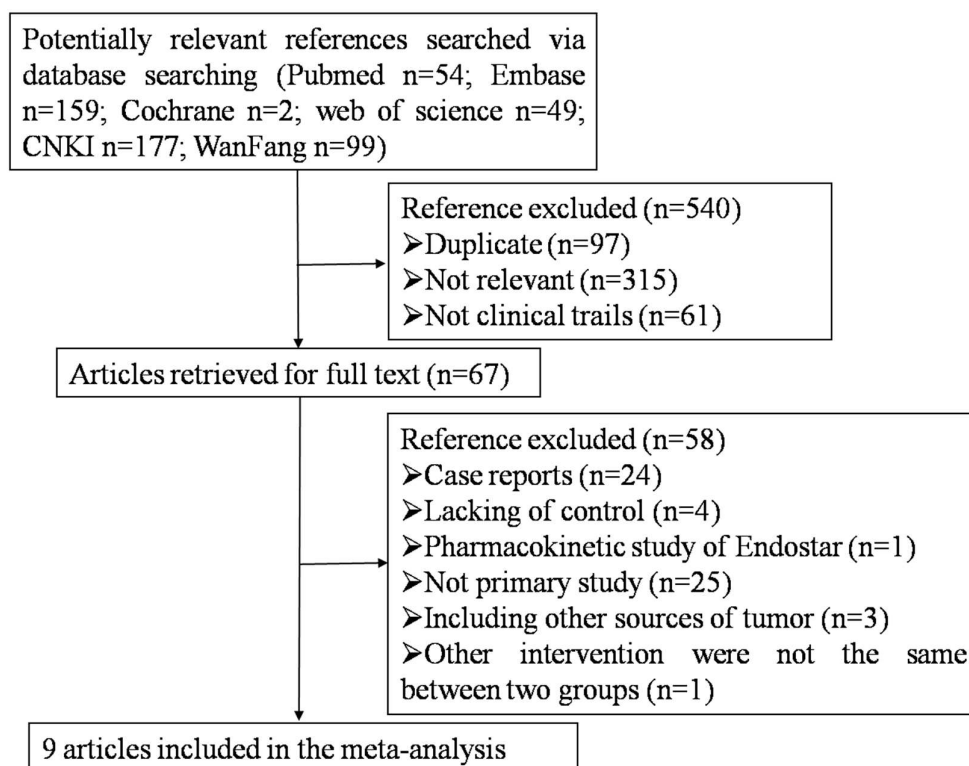 Potentially relevant references searched via
database searching (Pubmed n=54; Embase
n=159; Cochrane n=2; web of science n=49;
CNKI n=177; WanFang n=99)
Reference excluded (n=540)
➤Duplicate (n=97)
➤Not relevant (n=315)
➤Not clinical trails (n=61)
Articles retrieved for full text (n=67)
Reference excluded (n=58)
➤Case reports (n=24)
➤Lacking of control (n=4)
➤Pharmacokinetic study of Endostar (n=1)
➤Not primary study (n=25)
➤Including other sources of tumor (n=3)
➤Other intervention were not the same
between two groups (n=1)
9 articles included in the meta-analysis